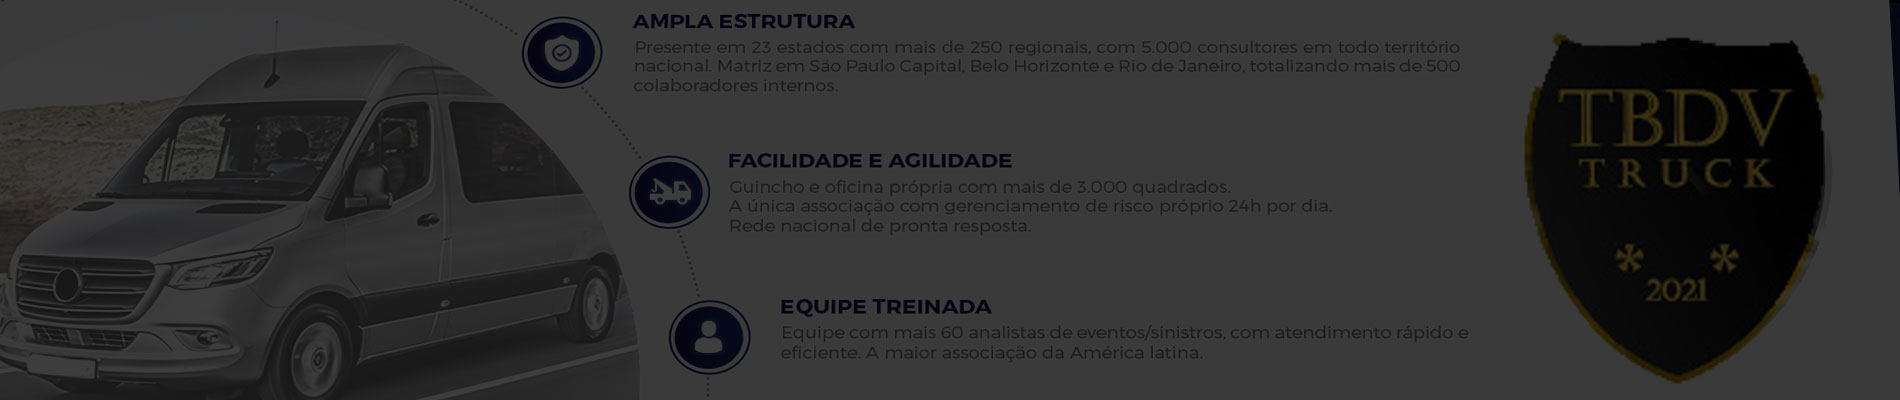 AMPLA ESTRUTURA
Presente em 23 estados com mais de 250 regionais, com 5.000 consultores em todo território
nacional. Matriz em São Paulo Capital, Belo Horizonte e Rio de Janeiro, totalizando mais de 500
colaboradores internos.
FACILIDADE E AGILIDADE
Guincho e oficina própria com mais de 3.000 quadrados.
A única associação com gerenciamento de risco próprio 24h por dia.
Rede nacional de pronta resposta.
EQUIPE TREINADA
Equipe com mais 60 analistas de eventos/sinistros, com atendimento rápido e
eficiente. A maior associação da América latina.
TBDV
TRUCK
* *
2021